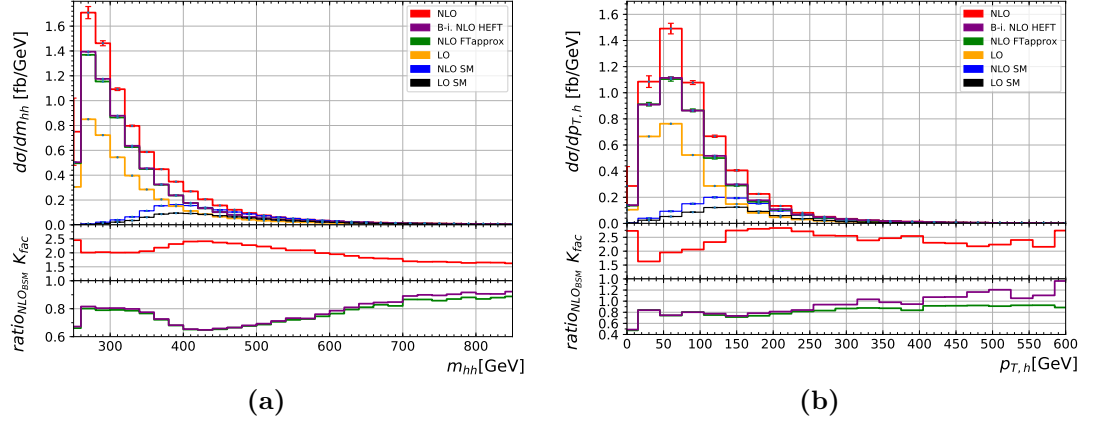 dσ/dm_hh [fb/GeV]
1.6
1.4
1.2
1.0
0.8
0.6
0.4
0.2
0.0
NLO
B-i. NLO HEFT
NLO FTapprox
LO
NLO SM
LO SM
K_fac
2.5
2.0
1.5
1.0
ratio_NLO_BSM
0.8
0.6
300 400 500 600 700 800
m_hh[GeV]
(a)
dσ/dp_T, h [fb/GeV]
1.6
1.4
1.2
1.0
0.8
0.6
0.4
0.2
0.0
NLO
B-i. NLO HEFT
NLO FTapprox
LO
NLO SM
LO SM
K_fac
2.5
2.0
1.5
1.0
ratio_NLO_BSM
1.2
1.0
0.8
0.6
0.4
0 50 100 150 200 250 300 350 400 450 500 550 600
p_T, h[GeV]
(b)